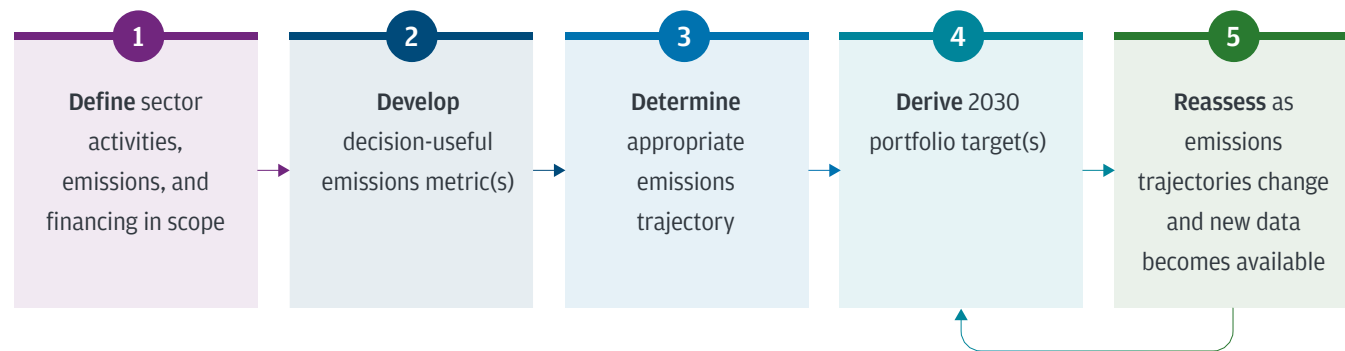 1
Define sector
activities,
emissions, and
financing in scope
2
Develop
decision-useful
emissions metric(s)
3
Determine
appropriate
emissions
trajectory
4
Derive 2030
portfolio target(s)
5
Reassess as
emissions
trajectories change
and new data
becomes available